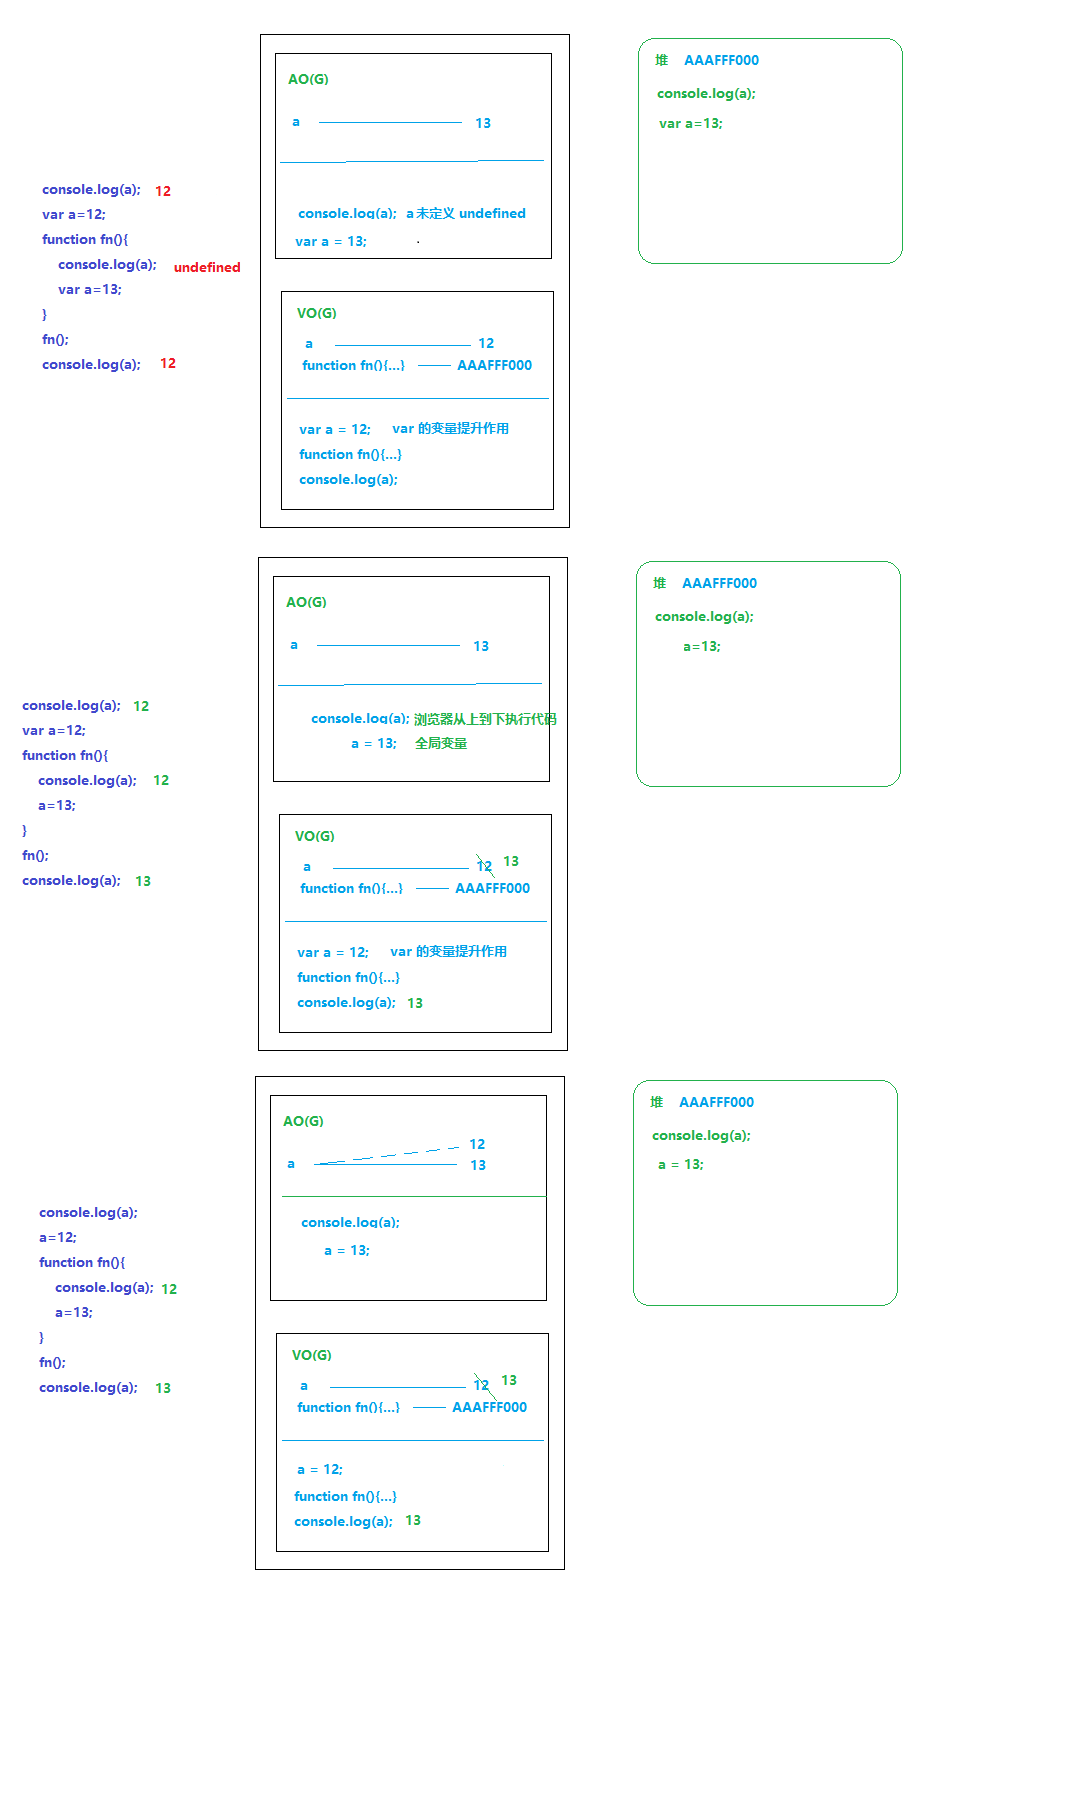 console.log(a); 12
var a=12;
function fn(){
console.log(a); undefined
var a=13;
}
fn();
console.log(a); 12
AO(G)
a 13
console.log(a); a未定义 undefined
var a = 13;
VO(G)
a 12
function fn(){...} AAAFFF000
var a = 12; var 的变量提升作用
function fn(){...}
console.log(a);
堆 AAAFFF000
console.log(a);
var a=13;
console.log(a); 12
var a=12;
function fn(){
console.log(a); 12
a=13;
}
fn();
console.log(a); 13
AO(G)
a 13
console.log(a); 浏览器从上到下执行代码
a = 13; 全局变量
VO(G)
a 12 13
function fn(){...} AAAFFF000
var a = 12; var 的变量提升作用
function fn(){...}
console.log(a); 13
堆 AAAFFF000
console.log(a);
a=13;
console.log(a);
a=12;
function fn(){
console.log(a); 12
a=13;
}
fn();
console.log(a); 13
AO(G)
12
a 13
console.log(a);
a = 13;
VO(G)
a 12 13
function fn(){...} AAAFFF000
a = 12;
function fn(){...}
console.log(a); 13
堆 AAAFFF000
console.log(a);
a = 13;